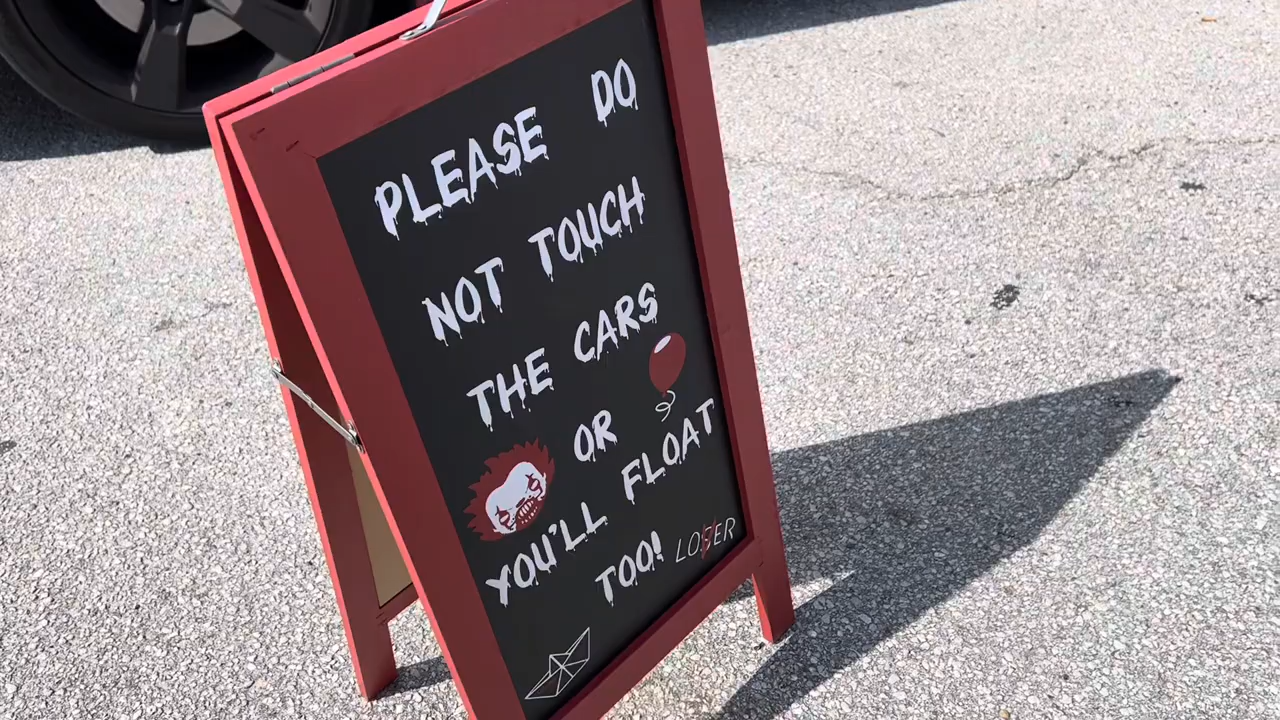 PLEASE DO
NOT TOUCH
THE CARS
OR
YOU'LL FLOAT
TOO!
LOSER